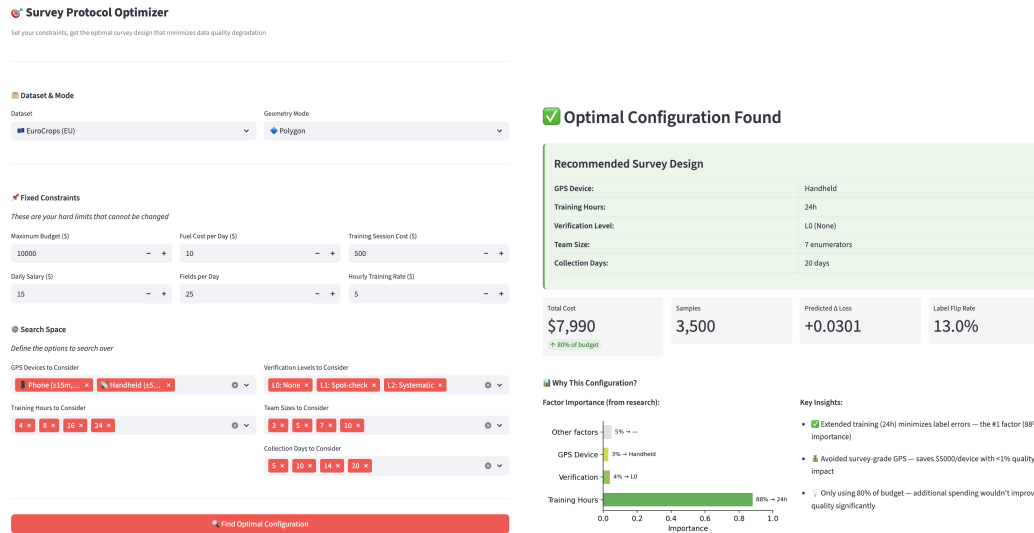 🎯 Survey Protocol Optimizer
Set your constraints, get the optimal survey design that minimizes data quality degradation
Dataset & Mode
Dataset
Geometry Mode
🇪🇺 EuroCrops (EU)
🔷 Polygon
📌 Fixed Constraints
These are your hard limits that cannot be changed
Maximum Budget ($)
Fuel Cost per Day ($)
Training Session Cost ($)
10000 − +
10 − +
500 − +
Daily Salary ($)
Fields per Day
Hourly Training Rate ($)
15 − +
25 − +
5 − +
Search Space
Define the options to search over
GPS Devices to Consider
Verification Levels to Consider
Phone (±15m,... ×
Handheld (±5... ×
L0: None ×
L1: Spot-check ×
L2: Systematic ×
Training Hours to Consider
Team Sizes to Consider
4 × 8 × 16 × 24 ×
3 × 5 × 7 × 10 ×
Collection Days to Consider
5 × 10 × 14 × 20 ×
🔍 Find Optimal Configuration
✅ Optimal Configuration Found
Recommended Survey Design
GPS Device: Handheld
Training Hours: 24h
Verification Level: L0 (None)
Team Size: 7 enumerators
Collection Days: 20 days
Total Cost
$7,990
↑ 80% of budget
Samples
3,500
Predicted Δ Loss
+0.0301
Label Flip Rate
13.0%
📊 Why This Configuration?
Factor Importance (from research):
Other factors 5% → —
GPS Device 3% → Handheld
Verification 4% → L0
Training Hours 88% → 24h
0.0 0.2 0.4 0.6 0.8 1.0
Importance
Key Insights:
• ✅ Extended training (24h) minimizes label errors — the #1 factor (88%
importance)
• 💰 Avoided survey-grade GPS — saves $5000/device with <1% quality
impact
• 💡 Only using 80% of budget — additional spending wouldn't improv
quality significantly